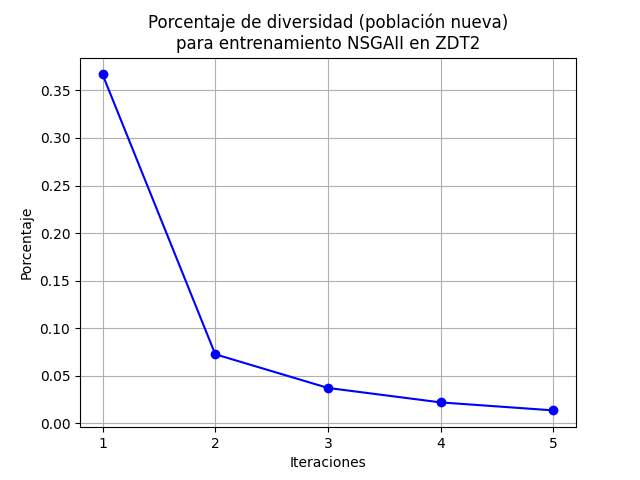 Porcentaje de diversidad (población nueva)
para entrenamiento NSGAII en ZDT2
0.35
0.30
0.25
0.20
0.15
0.10
0.05
0.00
Porcentaje
1 2 3 4 5
Iteraciones